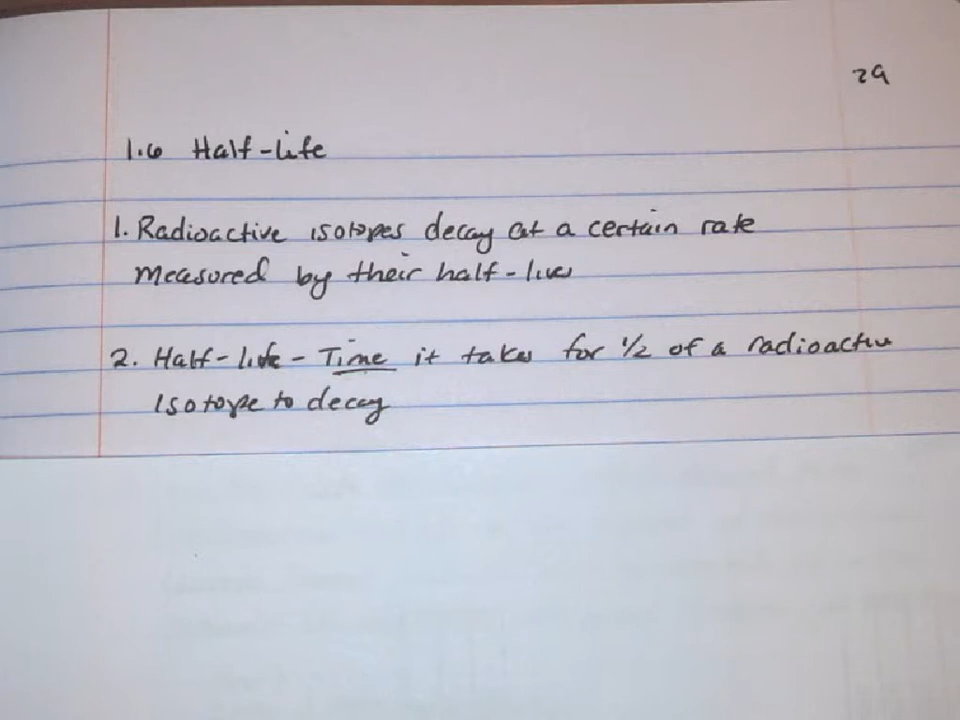 29
1.6 Half-life
1. Radioactive isotopes decay at a certain rate
measured by their half-lives
2. Half-life - Time it takes for 1/2 of a radioactive
isotope to decay